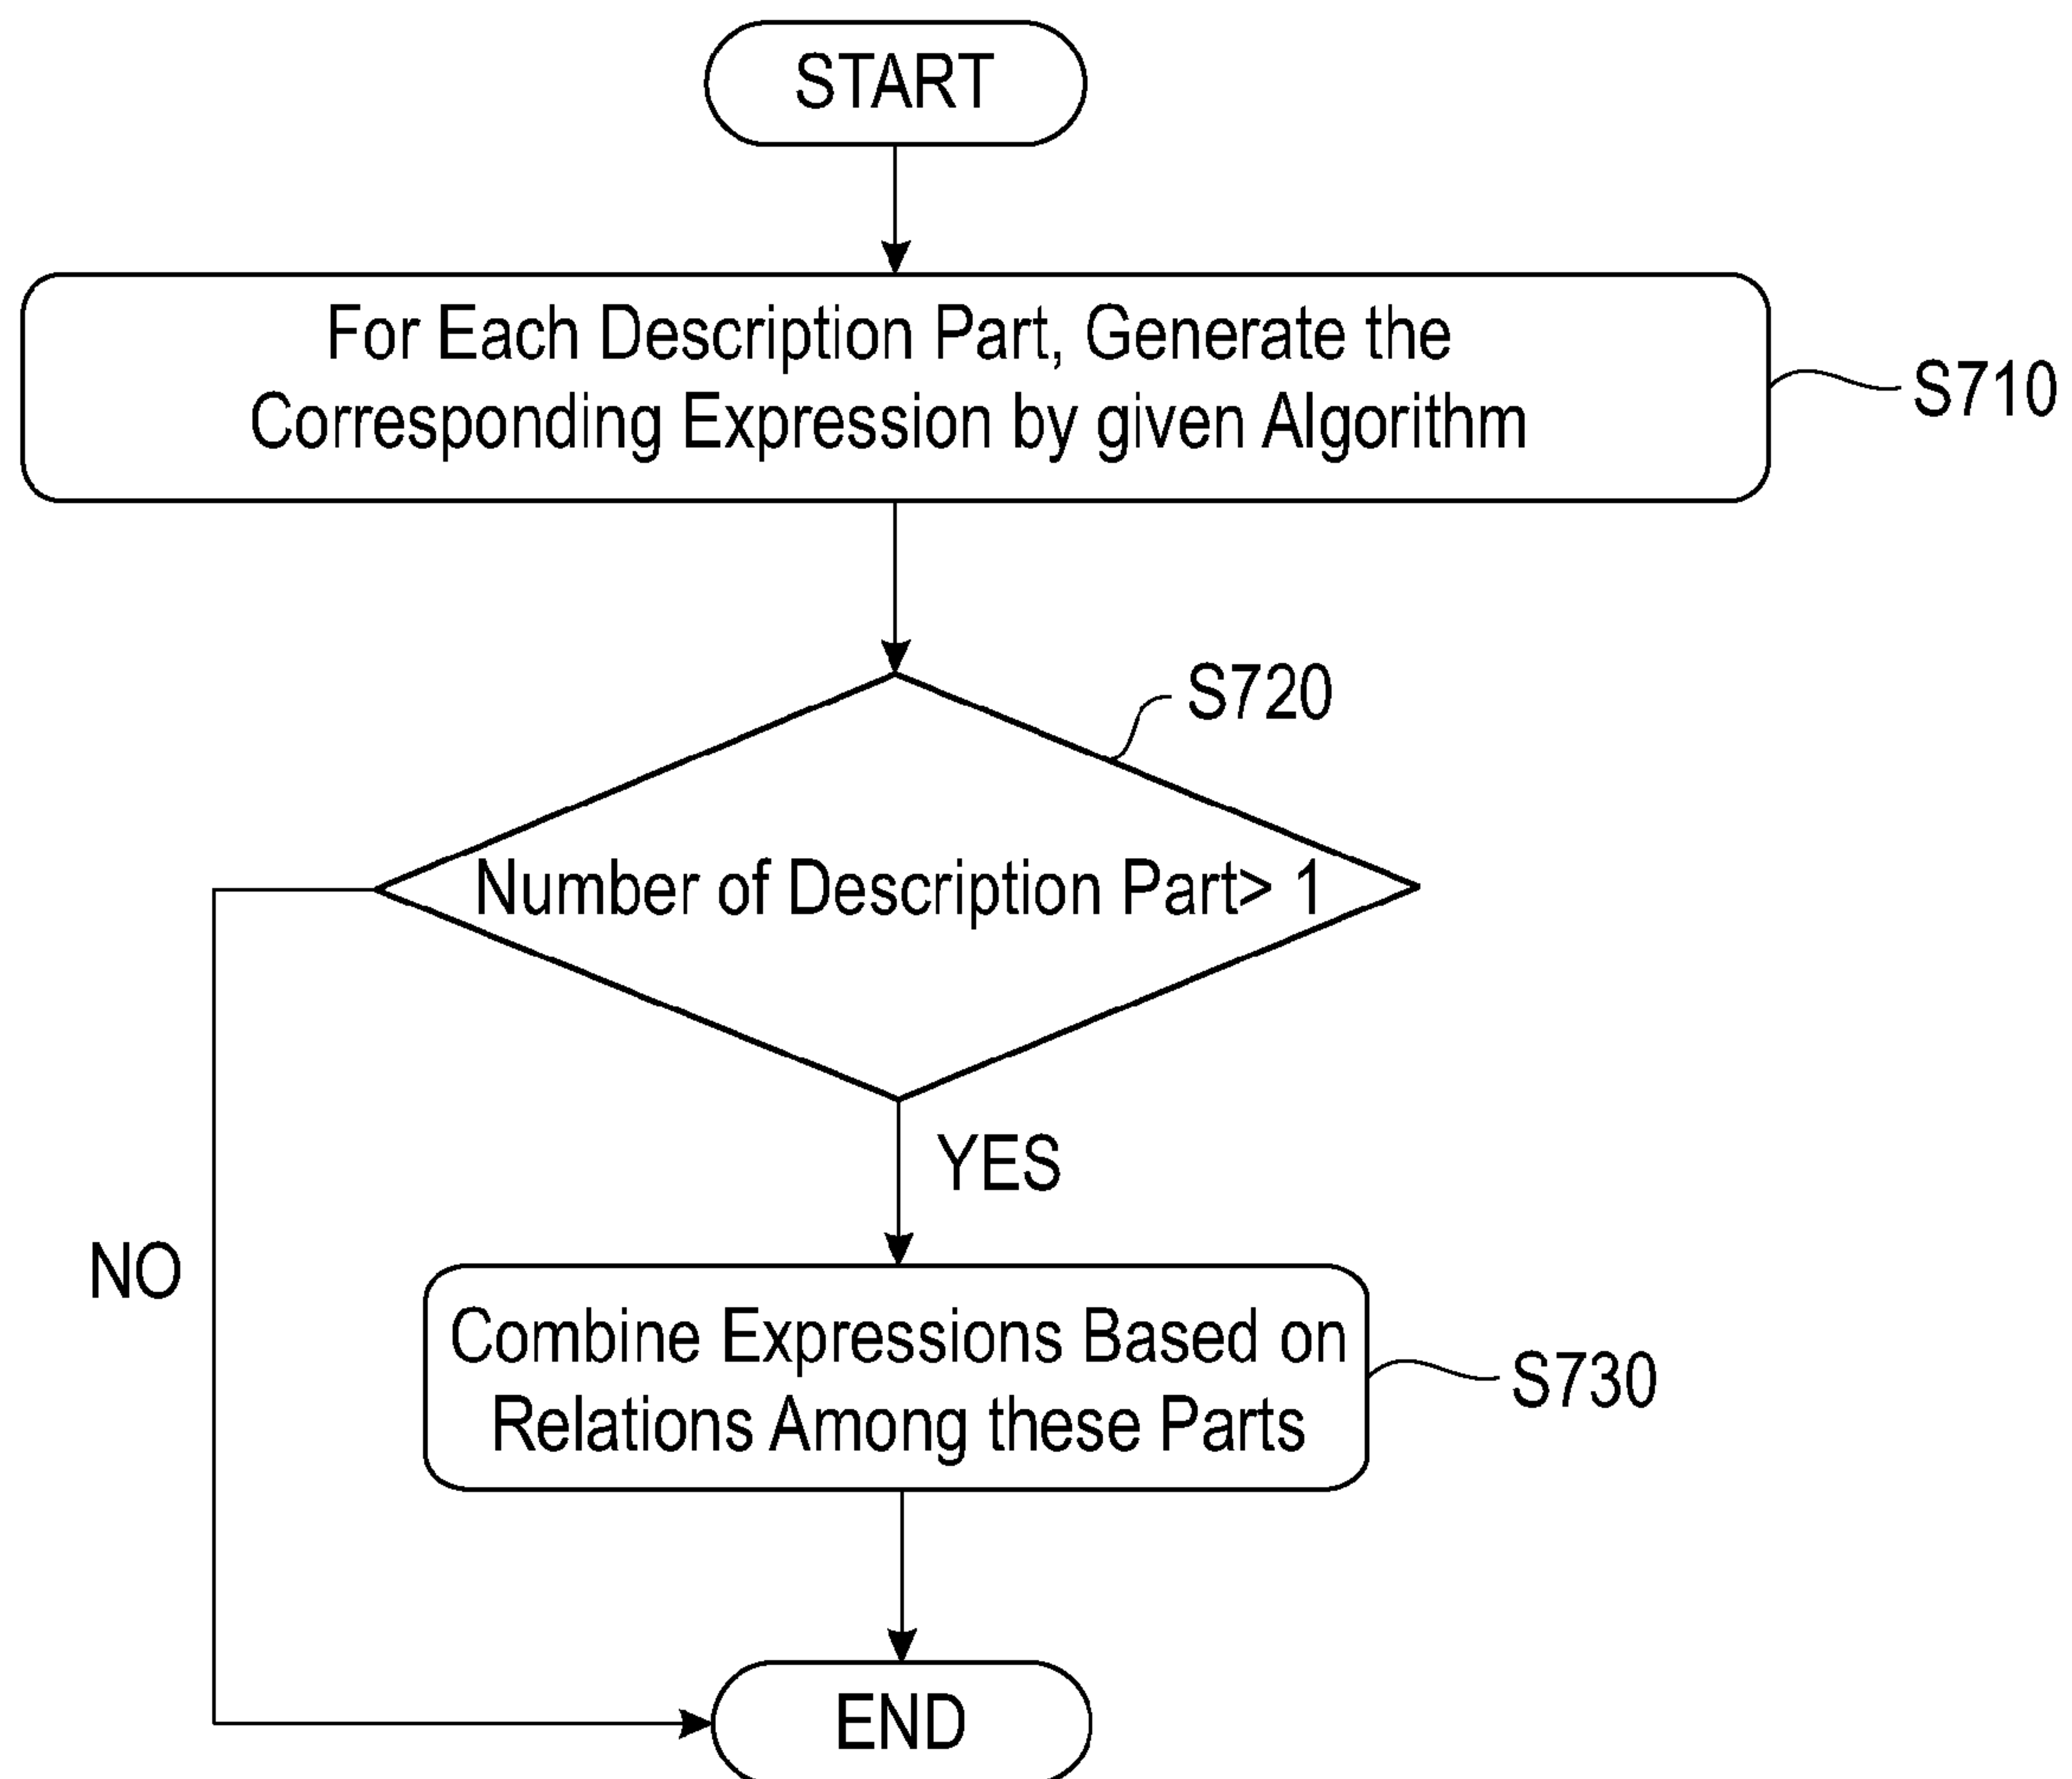 START
For Each Description Part, Generate the
Corresponding Expression by given Algorithm
S710
S720
Number of Description Part> 1
YES
NO
Combine Expressions Based on
Relations Among these Parts
S730
END